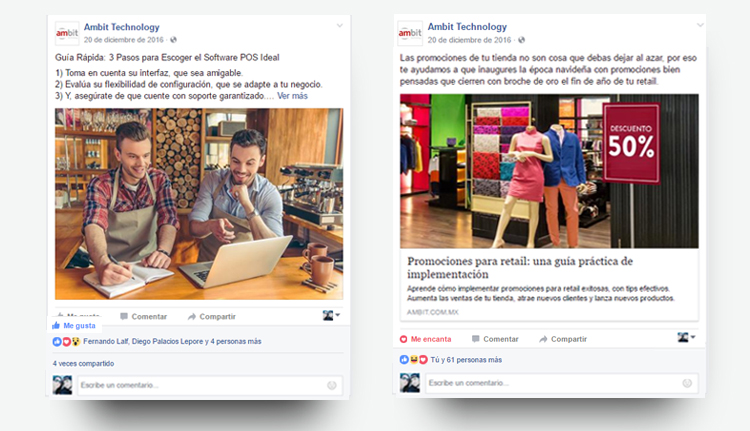 ambit
Ambit Technology
20 de diciembre de 2016
Guía Rápida: 3 Pasos para Escoger el Software POS Ideal
1) Toma en cuenta su interfaz, que sea amigable.
2) Evalúa su flexibilidad de configuración, que se adapte a tu negocio.
3) Y, asegúrate de que cuente con soporte garantizado.... Ver más
Me gusta Comentar Compartir
Me gusta
Fernando Laif, Diego Palacios Lepore y 4 personas más
4 veces compartido
Escribe un comentario...
ambit
Ambit Technology
20 de diciembre de 2016
Las promociones de tu tienda no son cosa que debas dejar al azar, por eso
te ayudamos a que inaugures la época navideña con promociones bien
pensadas que cierren con broche de oro el fin de año de tu retail.
DESCUENTO
50%
Promociones para retail: una guía práctica de
implementación
Aprende cómo implementar promociones para retail exitosas, con tips efectivos.
Aumenta las ventas de tu tienda, atrae nuevos clientes y lanza nuevos productos.
AMBIT.COM.MX
Me encanta Comentar Compartir
Tú y 61 personas más
Escribe un comentario...